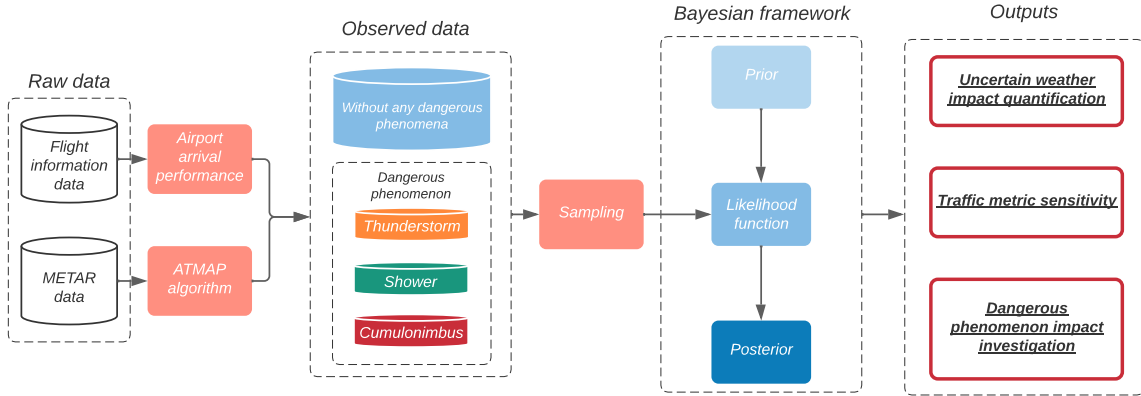 Raw data
Flight
information
data
METAR
data
Airport
arrival
performance
ATMAP
algorithm
Observed data
Without any dangerous
phenomena
Dangerous
phenomenon
Thunderstorm
Shower
Cumulonimbus
Sampling
Bayesian framework
Prior
Likelihood
function
Posterior
Outputs
Uncertain weather
impact quantification
Traffic metric sensitivity
Dangerous
phenomenon impact
investigation